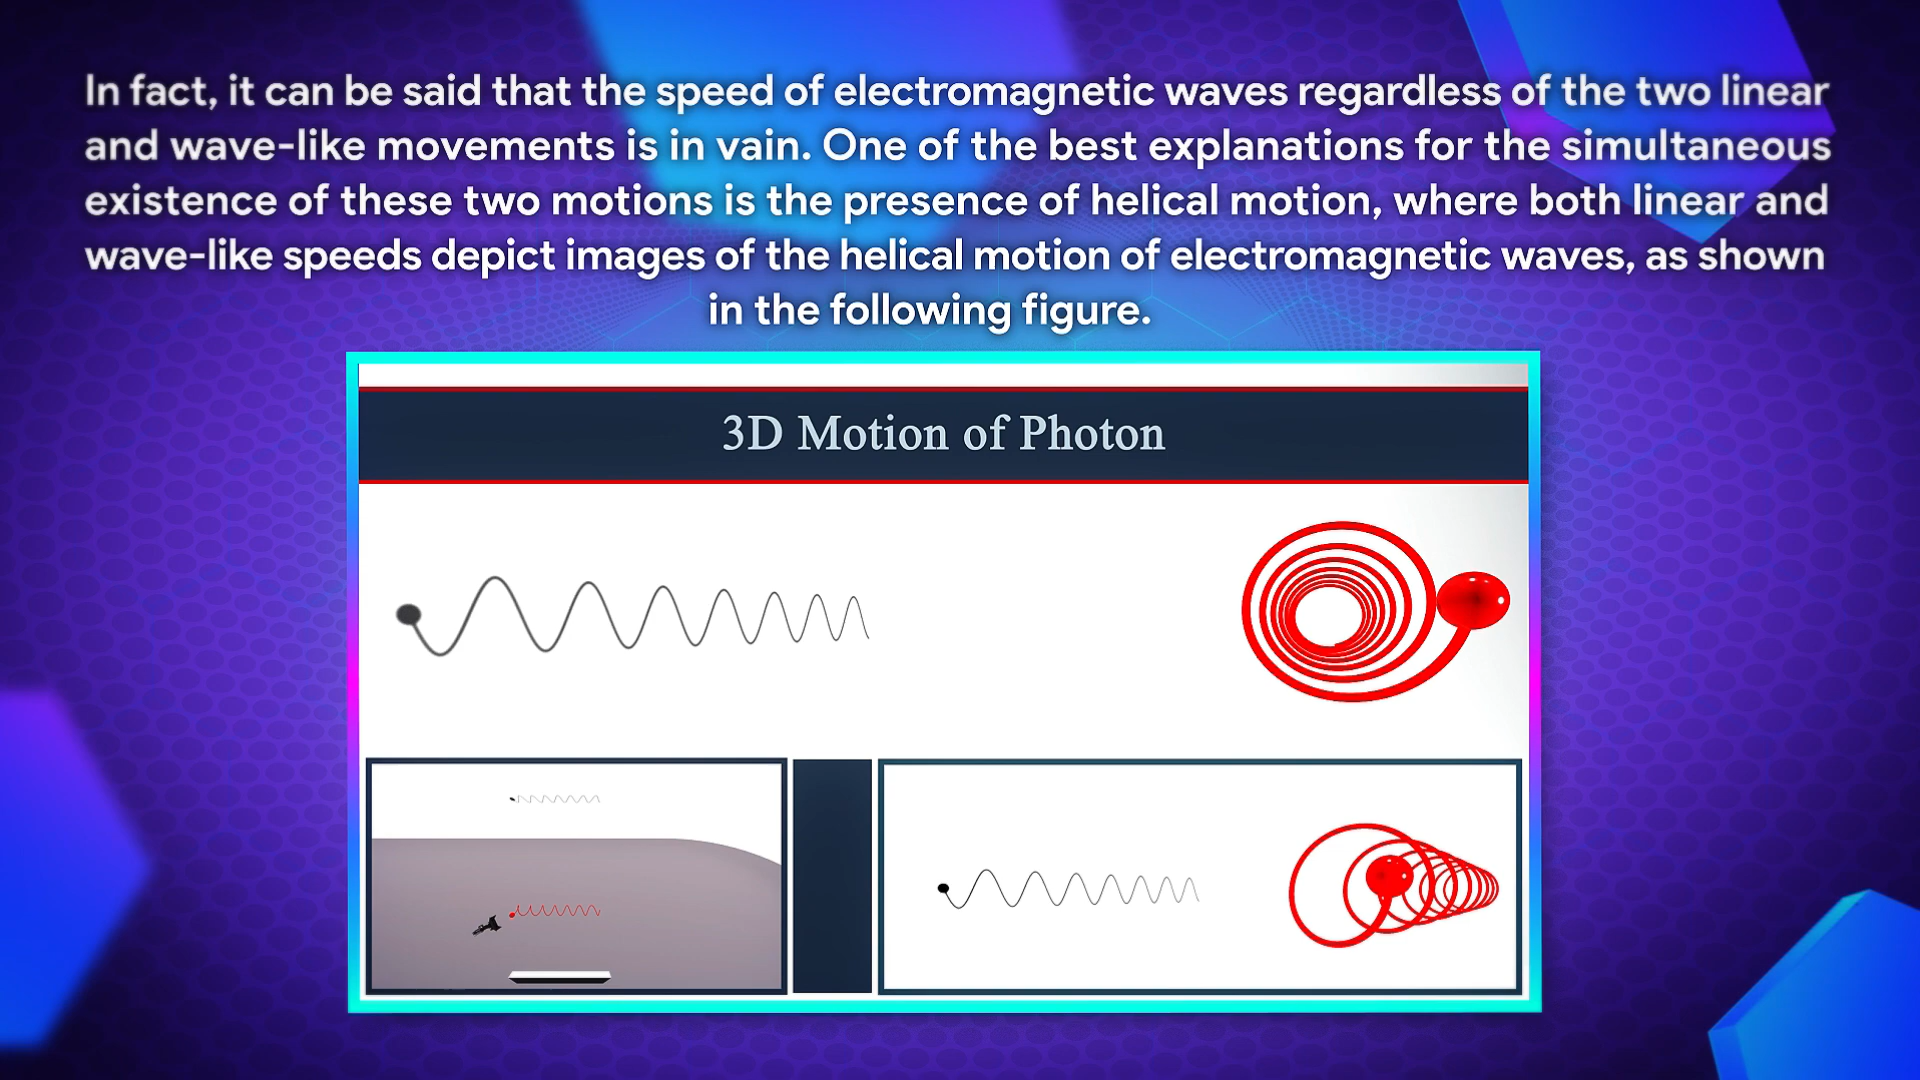 In fact, it can be said that the speed of electromagnetic waves regardless of the two linear
and wave-like movements is in vain. One of the best explanations for the simultaneous
existence of these two motions is the presence of helical motion, where both linear and
wave-like speeds depict images of the helical motion of electromagnetic waves, as shown
in the following figure.
3D Motion of Photon